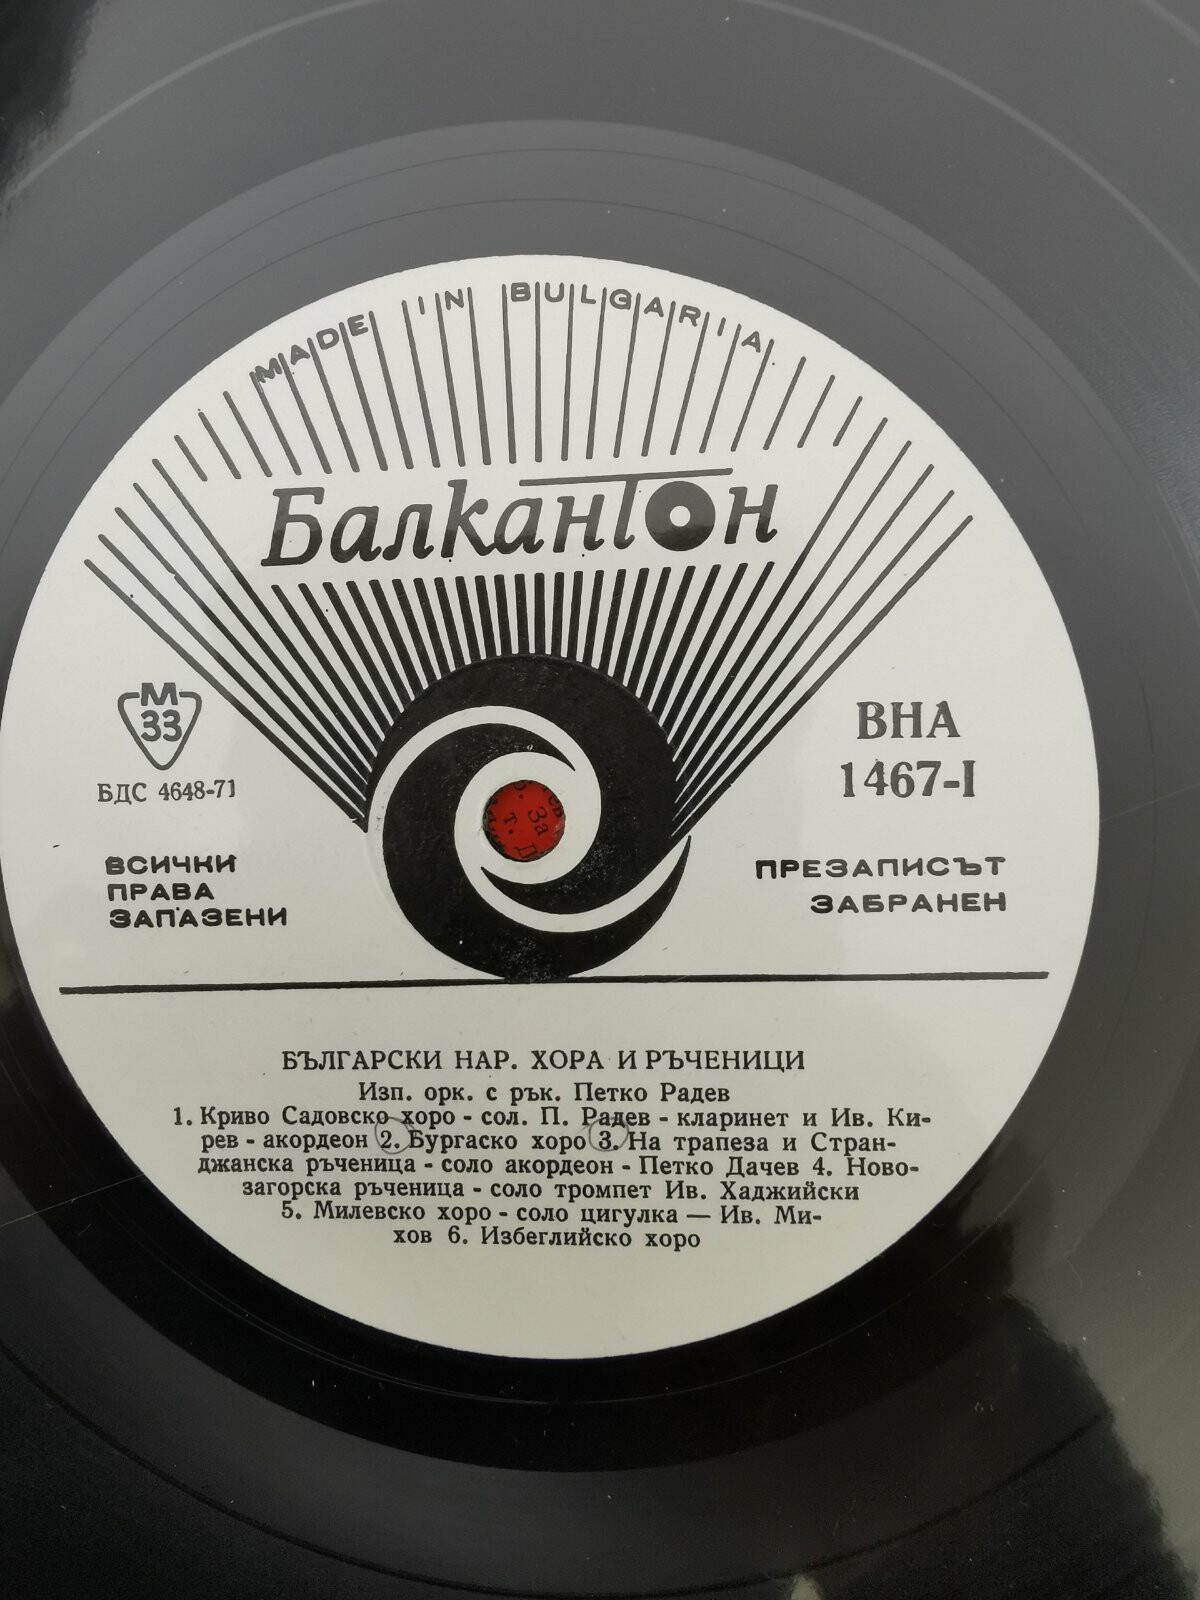 MADE IN BULGARIA
Балкантон
М
33
БДС 4648-71
ВНА
1467-I
ВСИЧКИ
ПРАВА
ЗАПАЗЕНИ
ПРЕЗАПИСЪТ
ЗАБРАНЕН
За
т.
БЪЛГАРСКИ НАР. ХОРА И РЪЧЕНИЦИ
Изп. орк. с рък. Петко Радев
1. Криво Садовско хоро - сол. П. Радев - кларинет и Ив. Ки-
рев - акордеон 2. Бургаско хоро 3. На трапеза и Стран-
джанска ръченица - соло акордеон - Петко Дачев 4. Ново-
загорска ръченица - соло тромпет Ив. Хаджийски
5. Милевско хоро - соло цигулка — Ив. Ми-
хов 6. Избеглийско хоро